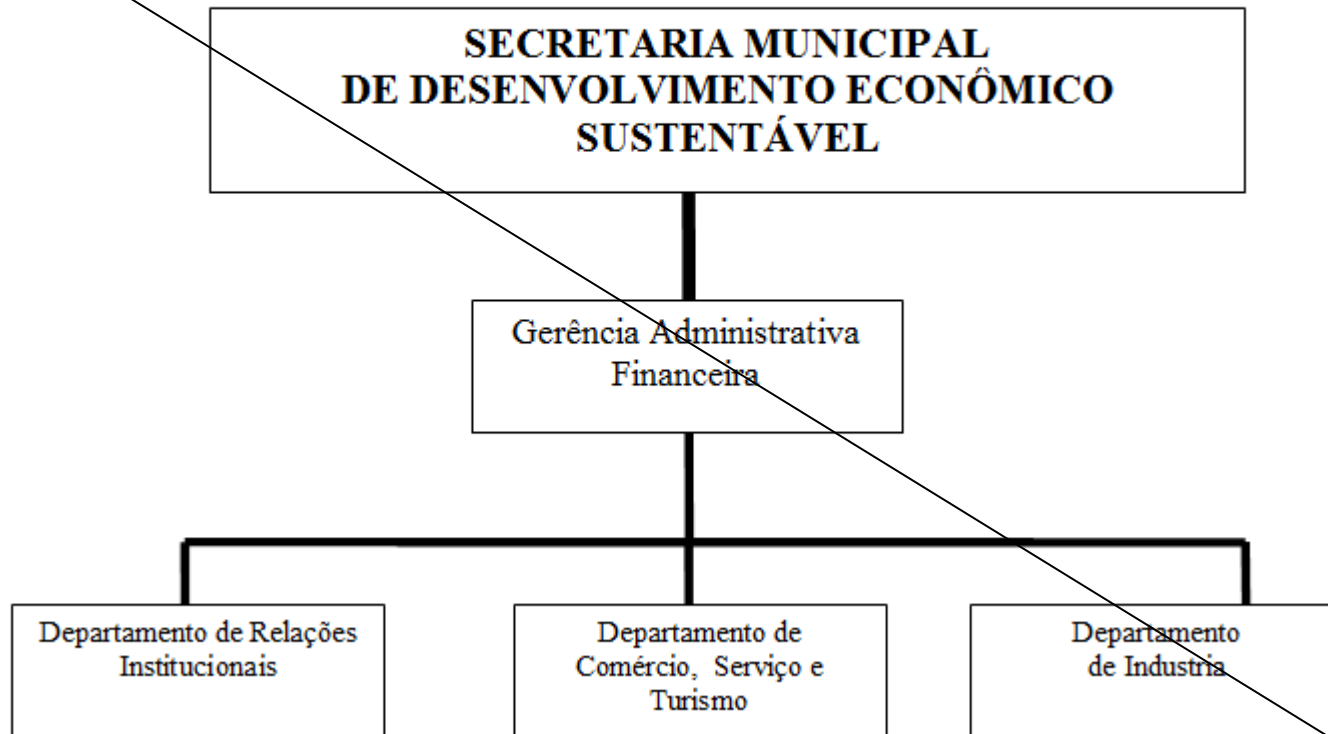 SECRETARIA MUNICIPAL
DE DESENVOLVIMENTO ECONÔMICO
SUSTENTÁVEL
Gerência Administrativa
Financeira
Departamento de Relações
Institucionais
Departamento de
Comércio, Serviço e
Turismo
Departamento
de Industria